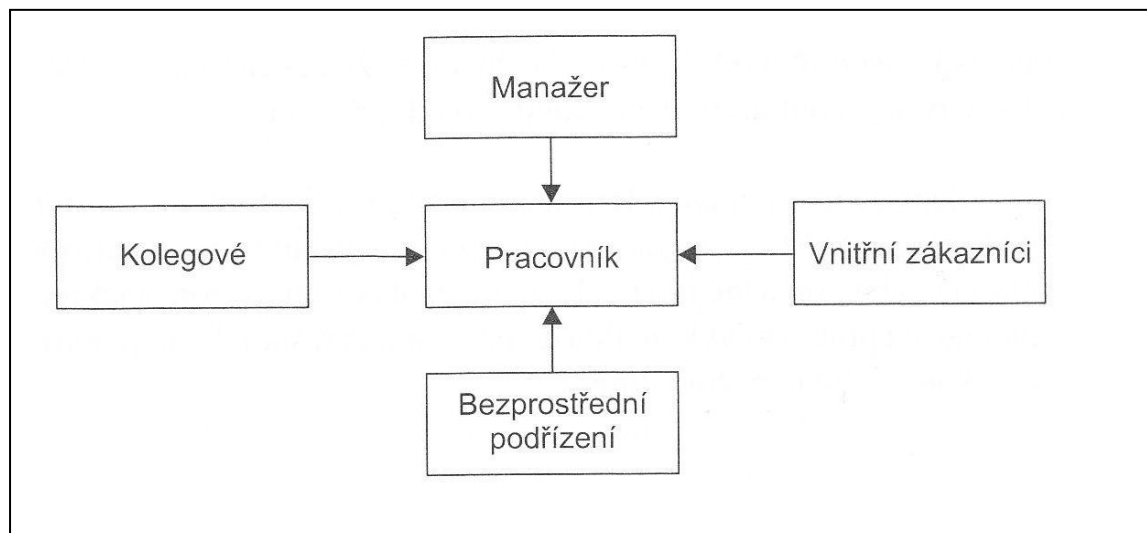 Manažer
Kolegové
Pracovník
Vnitřní zákazníci
Bezprostřední
podřízení